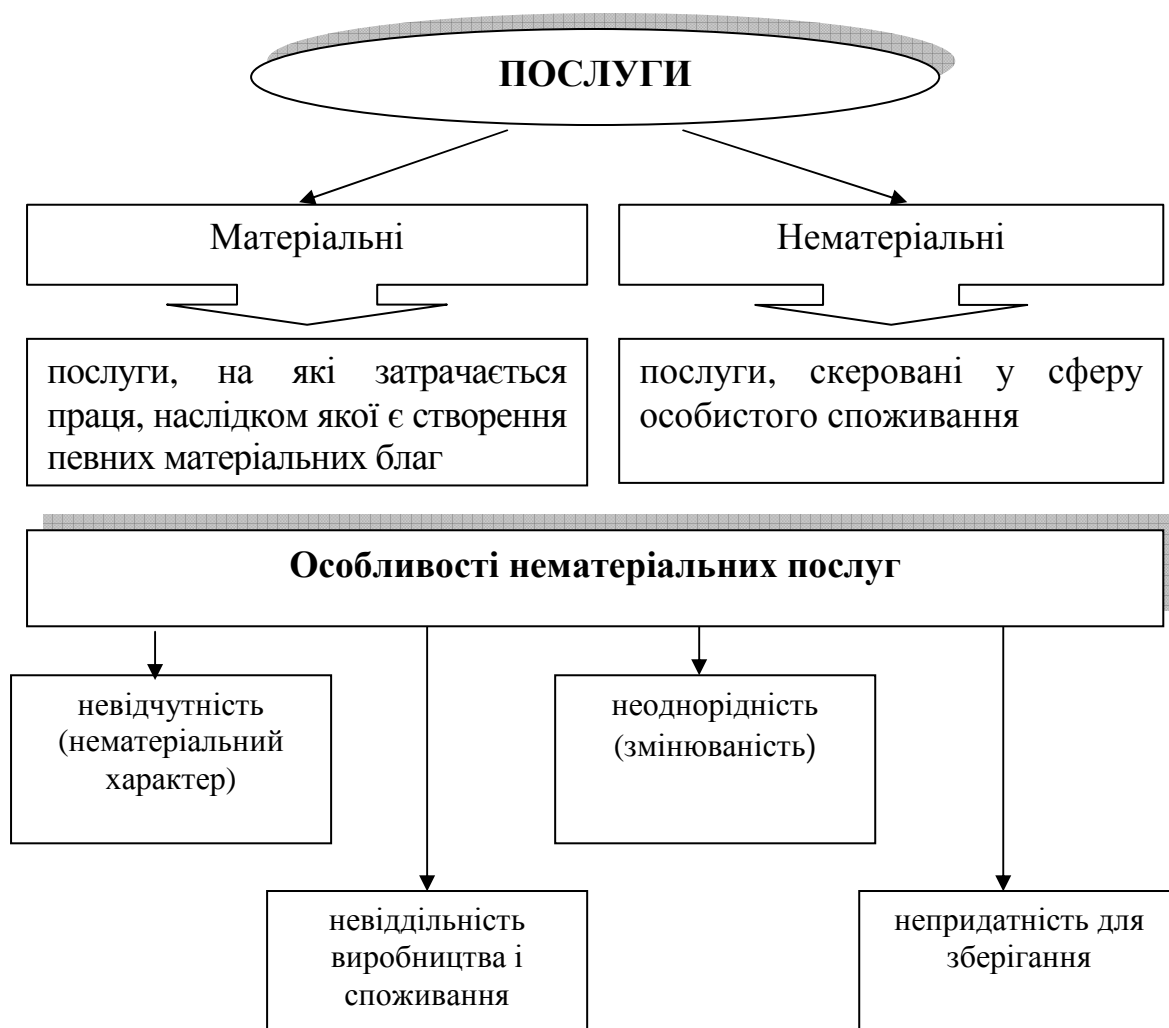 ПОСЛУГИ
Матеріальні
Нематеріальні
послуги, на які затрачається
праця, наслідком якої є створення
певних матеріальних благ
послуги, скеровані у сферу
особистого споживання
Особливості нематеріальних послуг
невідчутність
(нематеріальний
характер)
неоднорідність
(змінюваність)
невіддільність
виробництва і
споживання
непридатність для
зберігання